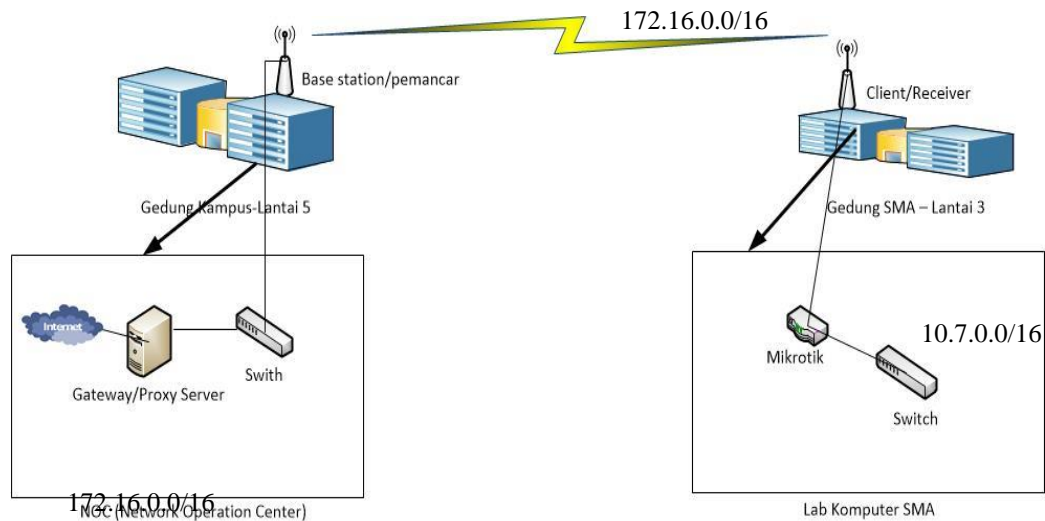 172.16.0.0/16
Base station/pemancar
Client/Receiver
Gedung Kampus-Lantai 5
Gedung SMA – Lantai 3
Internet
Swith
Gateway/Proxy Server
Mikrotik
10.7.0.0/16
Switch
172.16.0.0/16
NOC (Network Operation Center)
Lab Komputer SMA